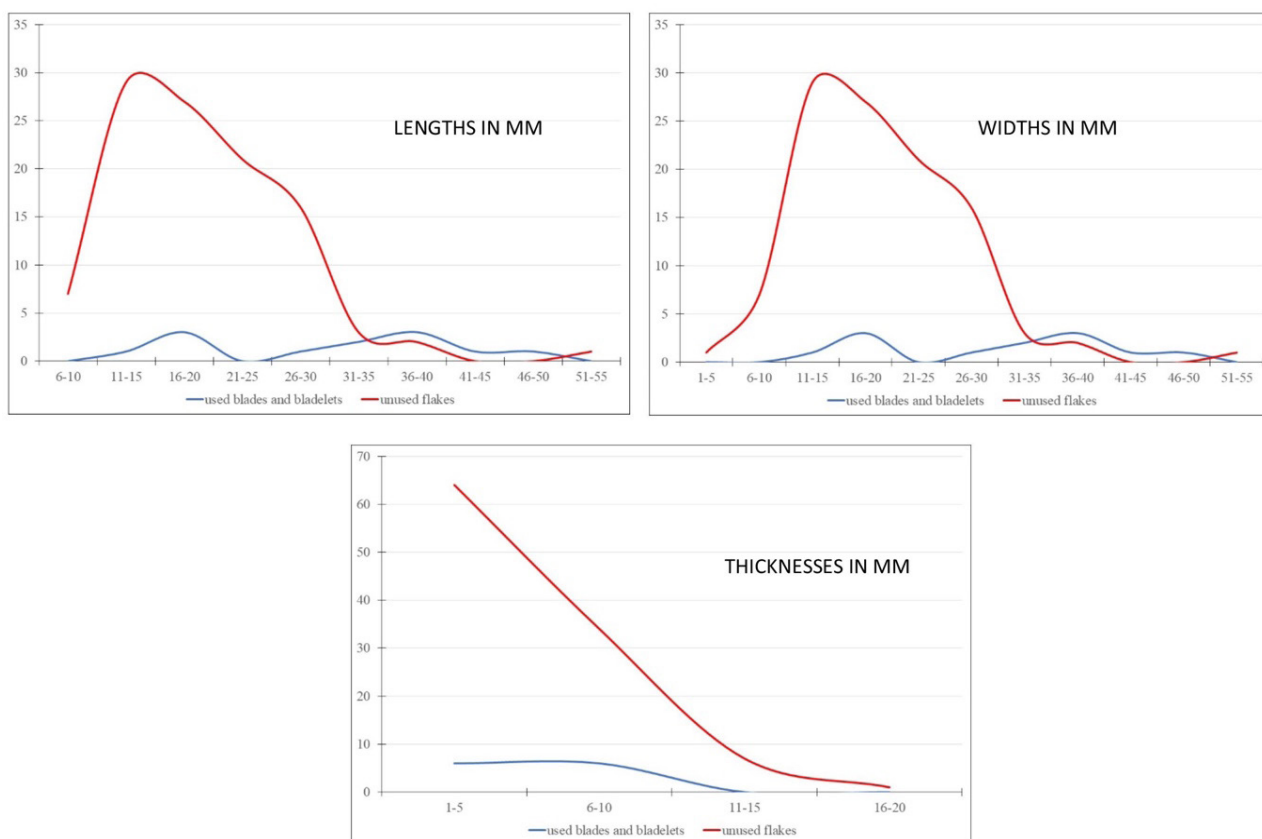 35
30
25
20
15
10
5
0
LENGTHS IN MM
6-10 11-15 16-20 21-25 26-30 31-35 36-40 41-45 46-50 51-55
used blades and bladelets unused flakes
35
30
25
20
15
10
5
0
WIDTHS IN MM
1-5 6-10 11-15 16-20 21-25 26-30 31-35 36-40 41-45 46-50 51-55
used blades and bladelets unused flakes
70
60
50
40
30
20
10
0
THICKNESSES IN MM
1-5 6-10 11-15 16-20
used blades and bladelets unused flakes